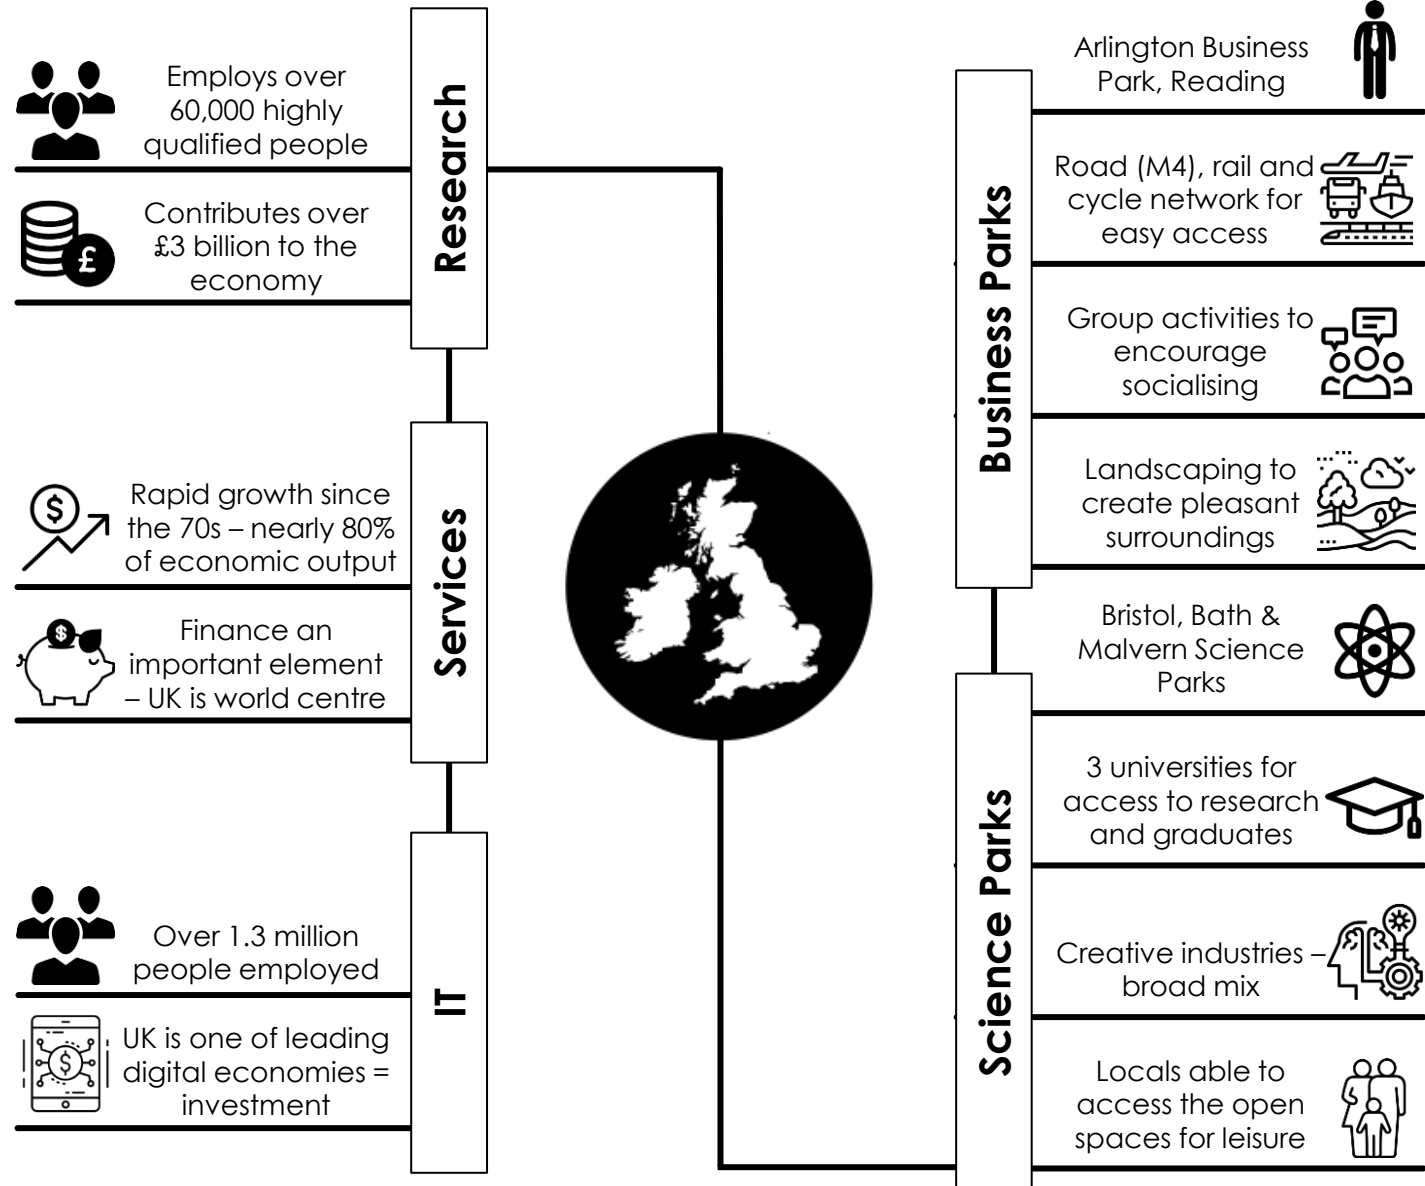 Research
Employs over
60,000 highly
qualified people
Contributes over
£3 billion to the
economy
Services
Rapid growth since
the 70s – nearly 80%
of economic output
Finance an
important element
– UK is world centre
IT
Over 1.3 million
people employed
UK is one of leading
digital economies =
investment
Business Parks
Arlington Business
Park, Reading
Road (M4), rail and
cycle network for
easy access
Group activities to
encourage
socialising
Landscaping to
create pleasant
surroundings
Science Parks
Bristol, Bath &
Malvern Science
Parks
3 universities for
access to research
and graduates
Creative industries –
broad mix
Locals able to
access the open
spaces for leisure